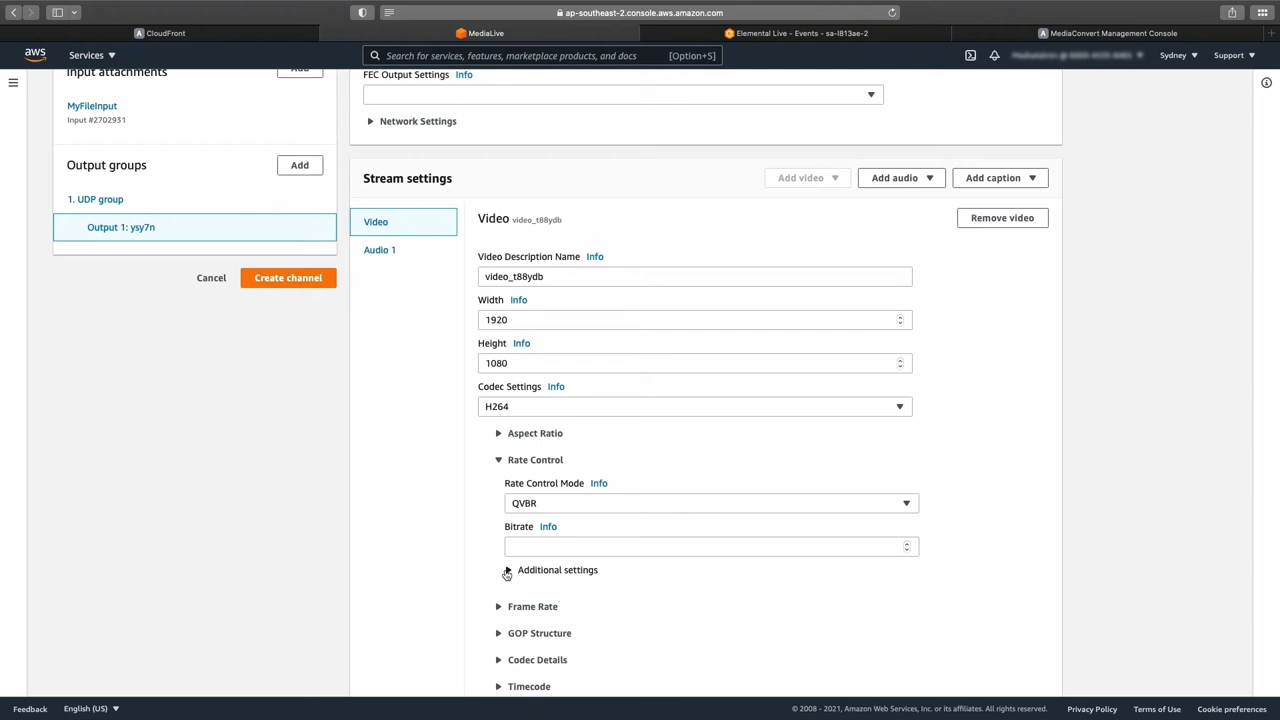 ap-southeast-2.console.aws.amazon.com
CloudFront
MediaLive
Elemental Live - Events - sa-l813ae-2
MediaConvert Management Console
aws
Services
Search for services, features, marketplace products, and docs
[Option+S]
Sydney
Support
Input attachments
Add
MyFileInput
Input #2702931
Output groups
Add
1. UDP group
Output 1: ysy7n
Cancel
Create channel
FEC Output Settings Info
Network Settings
Stream settings
Add video
Add audio
Add caption
Video
Audio 1
Video video_t88ydb
Remove video
Video Description Name Info
video_t88ydb
Width Info
1920
Height Info
1080
Codec Settings Info
H264
Aspect Ratio
Rate Control
Rate Control Mode Info
QVBR
Bitrate Info
Additional settings
Frame Rate
GOP Structure
Codec Details
Timecode
Feedback
English (US)
© 2008 - 2021, Amazon Web Services, Inc. or its affiliates. All rights reserved.
Privacy Policy
Terms of Use
Cookie preferences